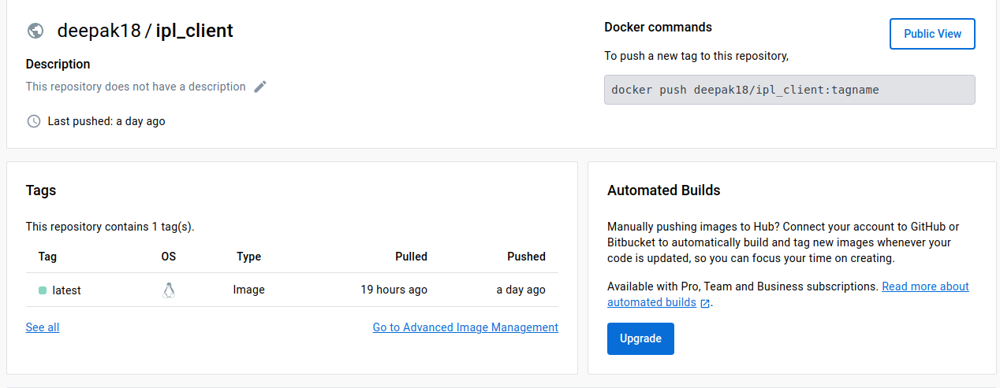 deepak18 / ipl_client
Description
This repository does not have a description
Last pushed: a day ago
Docker commands
Public View
To push a new tag to this repository,
docker push deepak18/ipl_client:tagname
Tags
This repository contains 1 tag(s).
Tag OS Type Pulled Pushed
latest Image 19 hours ago a day ago
See all Go to Advanced Image Management
Automated Builds
Manually pushing images to Hub? Connect your account to GitHub or
Bitbucket to automatically build and tag new images whenever your
code is updated, so you can focus your time on creating.
Available with Pro, Team and Business subscriptions. Read more about
automated builds .
Upgrade